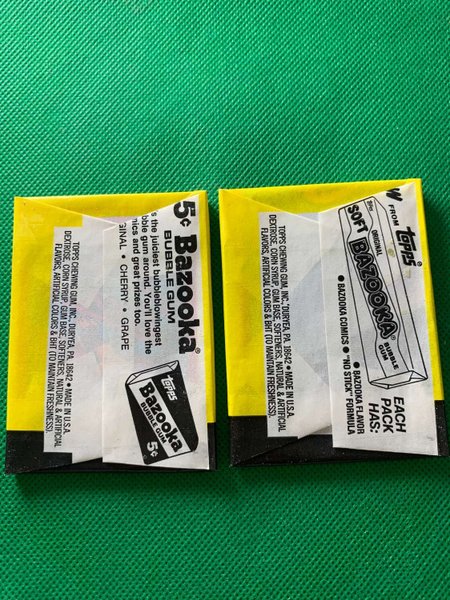 5¢ Bazooka®
BUBBLE GUM
s the juiciest bubbleblowingest
bble gum around. You'll love the
mics and great prizes too.
GINAL • CHERRY • GRAPE
topps
Bazooka
BUBBLE GUM
5¢
TOPPS CHEWING GUM, INC., DURYEA, PA. 18642 • MADE IN U.S.A.
DEXTROSE, CORN SYRUP, GUM BASE, SOFTENERS, NATURAL & ARTIFICIAL
FLAVORS, ARTIFICIAL COLORS & BHT (TO MAINTAIN FRESHNESS)
W FROM topps®
SOFT
ORIGINAL
BAZOOKA®
BUBBLE
GUM
EACH
PACK
HAS:
• BAZOOKA FLAVOR
• BAZOOKA COMICS • "NO STICK" FORMULA
TOPPS CHEWING GUM, INC., DURYEA, PA. 18642 • MADE IN U.S.A.
DEXTROSE, CORN SYRUP, GUM BASE, SOFTENERS, NATURAL & ARTIFICIAL
FLAVORS, ARTIFICIAL COLORS & BHT (TO MAINTAIN FRESHNESS)